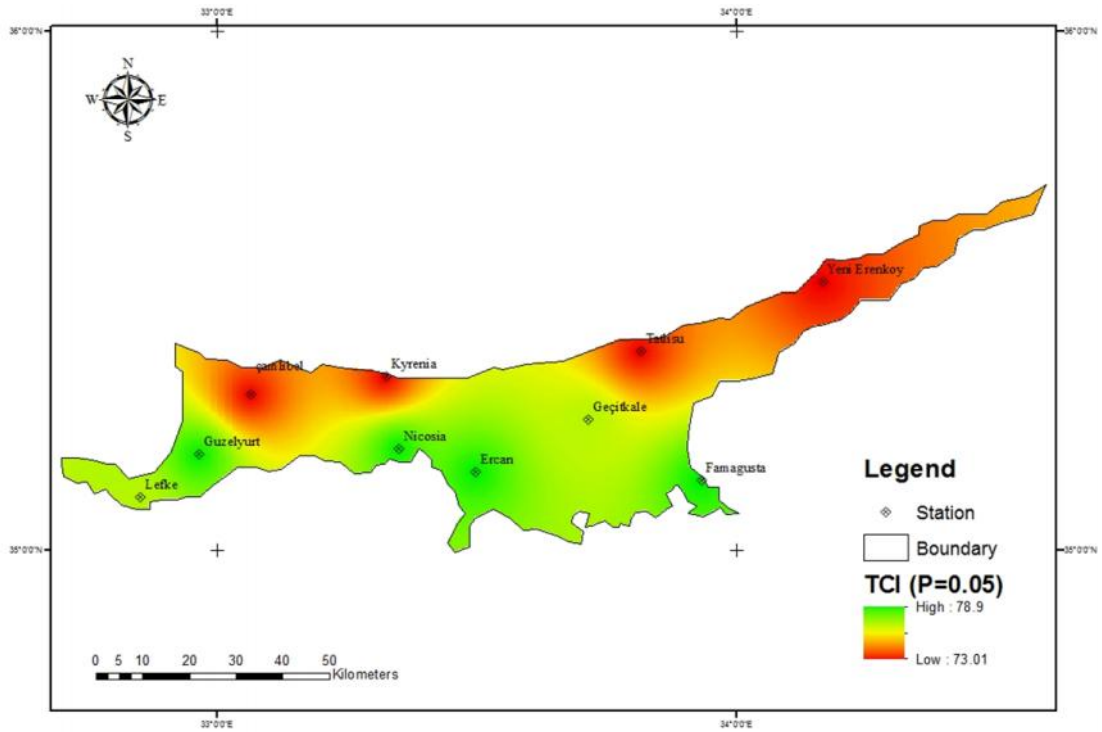 33°0'0"E 34°0'0"E
36°0'0"N 36°0'0"N
N
W E
S
Yeni Erenkoy
Tatlisu
çamlibel
Kyrenia
Geçitkale
Guzelyurt
Nicosia
Ercan
Famagusta
Lefke
Legend
Station
Boundary
TCI (P=0.05)
High : 78.9
Low : 73.01
35°0'0"N 35°0'0"N
0 5 10 20 30 40 50
Kilometers
33°0'0"E 34°0'0"E